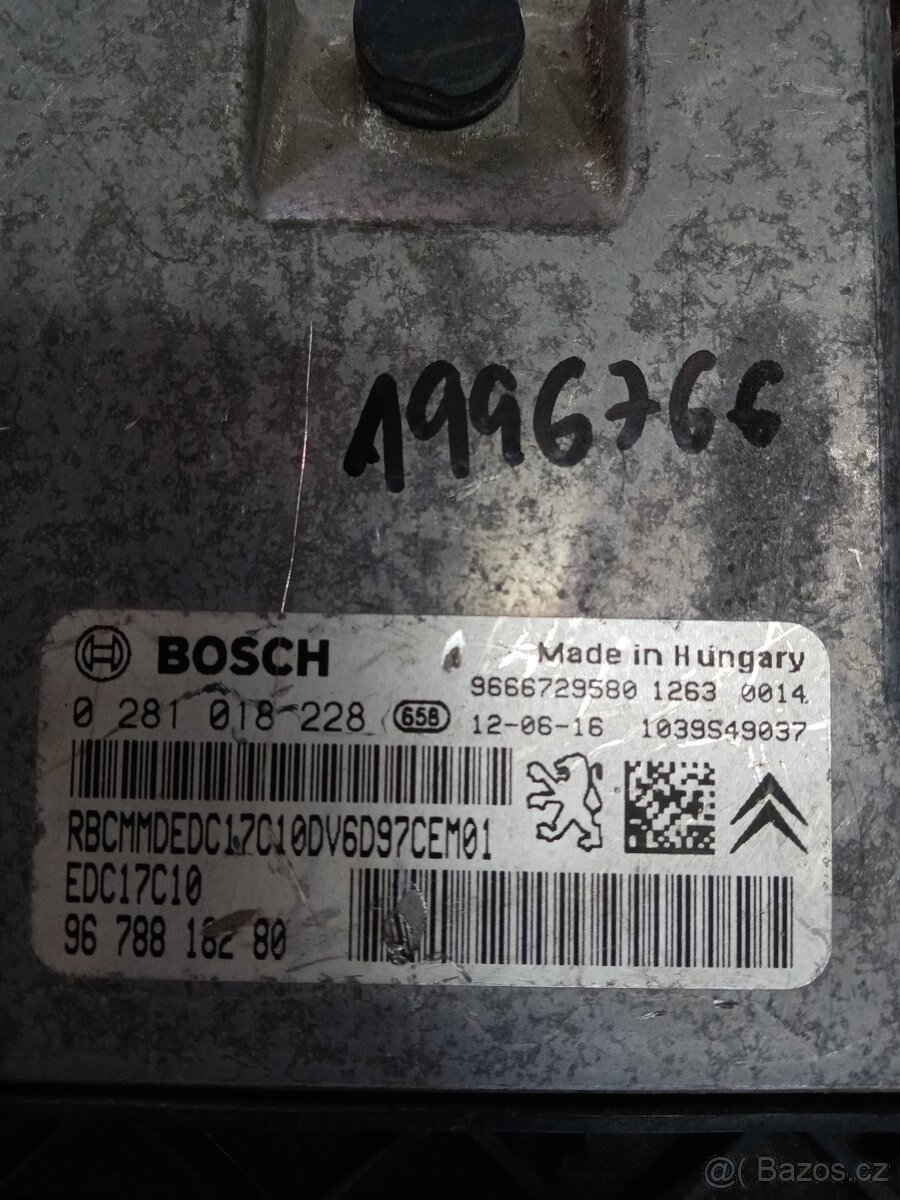 1996766
BOSCH
Made in Hungary
9666729580 1263 0014
0 281 018 228 658
12-06-16 1039S49037
RBCMMDEDC17C10DV6D97CEM01
EDC17C10
96 788 182 80
@( Bazos.cz